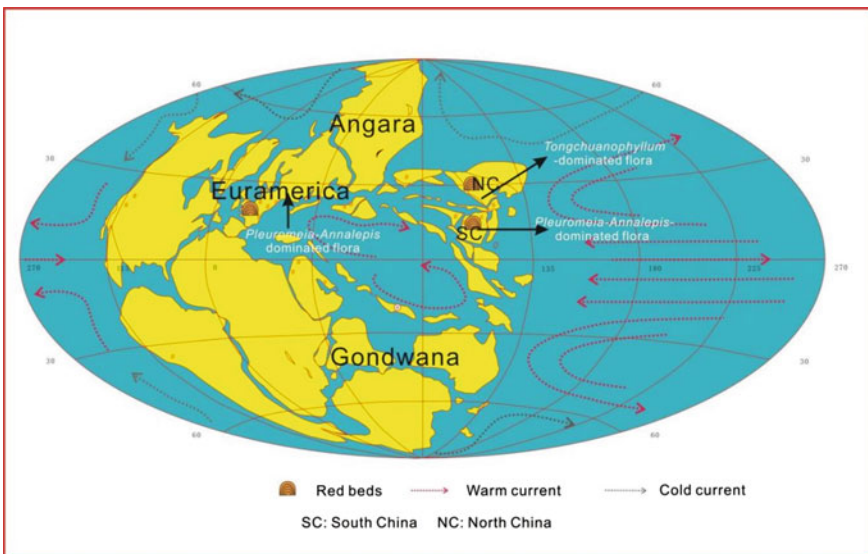 60
60
Angara
Tongchuanophyllum
-dominated flora
30
30
NC
Euramerica
SC
Pleuromeia-Annalepis-
dominated flora
Pleuromeia-Annalepis
dominated flora
270
0
135
180
225
270
Gondwana
30
30
60
60
Red beds
Warm current
Cold current
SC: South China
NC: North China